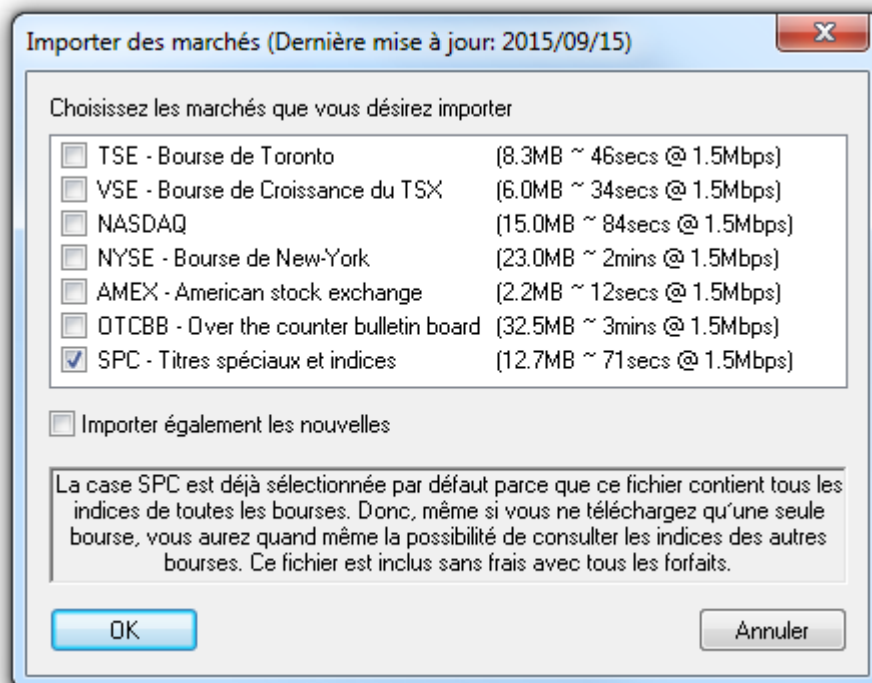 Importer des marchés (Dernière mise à jour: 2015/09/15)
Choisissez les marchés que vous désirez importer
TSE - Bourse de Toronto (8.3MB ~ 46secs @ 1.5Mbps)
VSE - Bourse de Croissance du TSX (6.0MB ~ 34secs @ 1.5Mbps)
NASDAQ (15.0MB ~ 84secs @ 1.5Mbps)
NYSE - Bourse de New-York (23.0MB ~ 2mins @ 1.5Mbps)
AMEX - American stock exchange (2.2MB ~ 12secs @ 1.5Mbps)
OTCBB - Over the counter bulletin board (32.5MB ~ 3mins @ 1.5Mbps)
SPC - Titres spéciaux et indices (12.7MB ~ 71secs @ 1.5Mbps)
Importer également les nouvelles
La case SPC est déjà sélectionnée par défaut parce que ce fichier contient tous les
indices de toutes les bourses. Donc, même si vous ne téléchargez qu'une seule
bourse, vous aurez quand même la possibilité de consulter les indices des autres
bourses. Ce fichier est inclus sans frais avec tous les forfaits.
OK Annuler